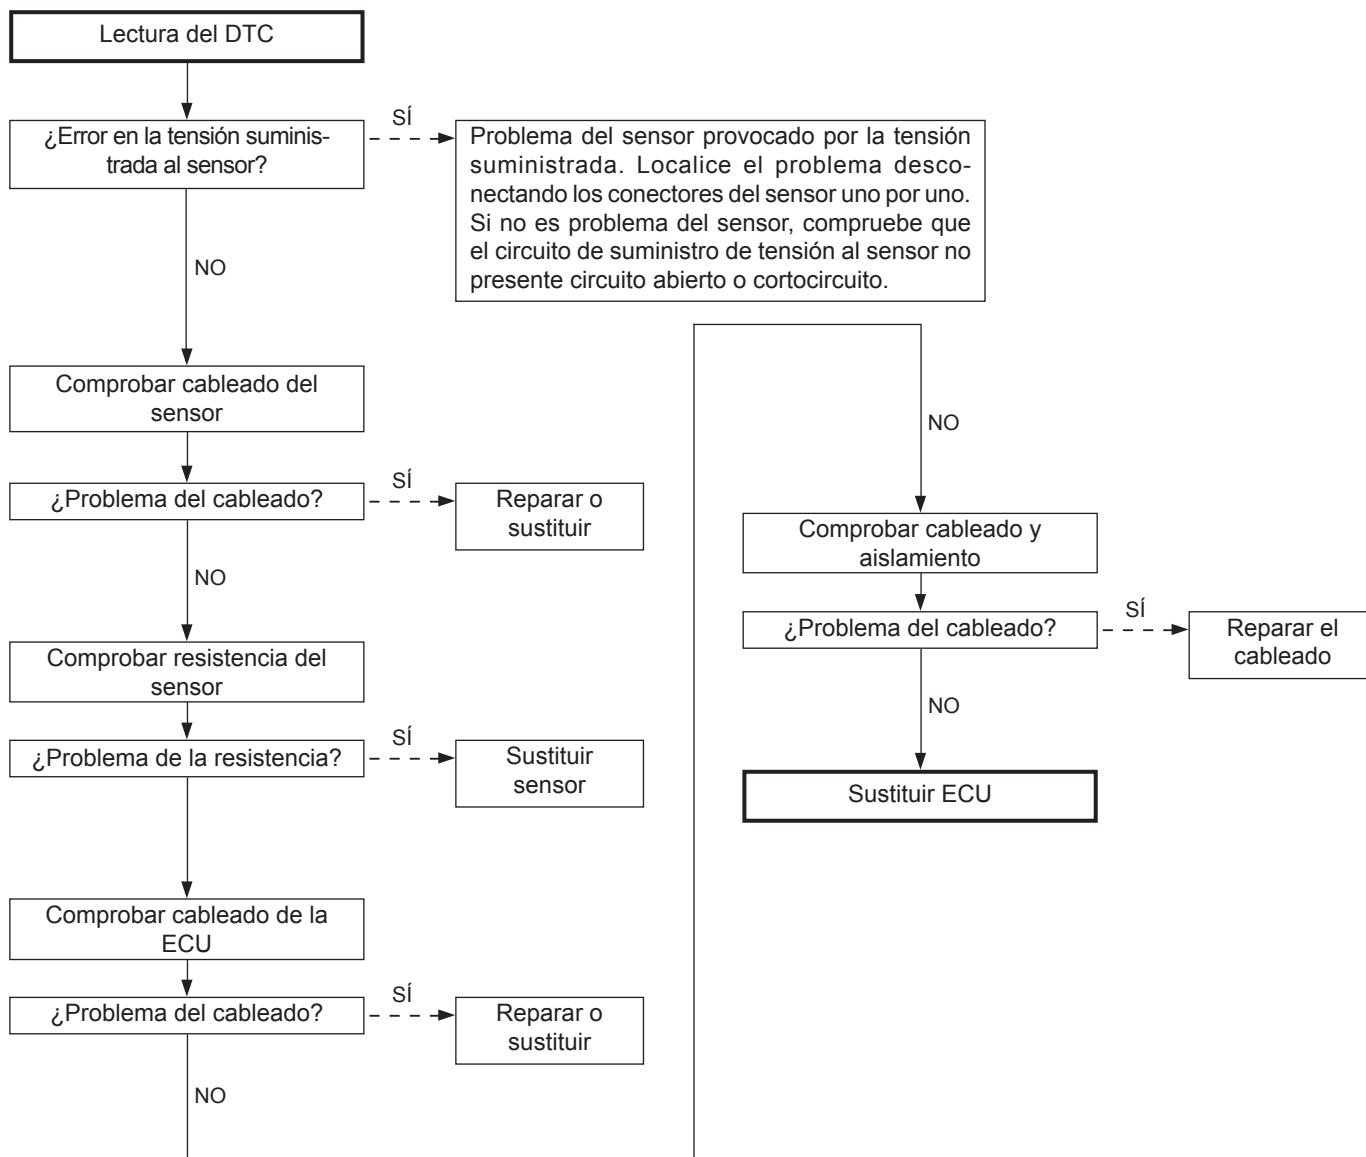 Lectura del DTC
¿Error en la tensión suminis-
trada al sensor?
SÍ
Problema del sensor provocado por la tensión
suministrada. Localice el problema desco-
nectando los conectores del sensor uno por uno.
Si no es problema del sensor, compruebe que
el circuito de suministro de tensión al sensor no
presente circuito abierto o cortocircuito.
NO
Comprobar cableado del
sensor
¿Problema del cableado?
SÍ
Reparar o
sustituir
NO
Comprobar resistencia del
sensor
¿Problema de la resistencia?
SÍ
Sustituir
sensor
Comprobar cableado de la
ECU
¿Problema del cableado?
SÍ
Reparar o
sustituir
NO
NO
Comprobar cableado y
aislamiento
¿Problema del cableado?
SÍ
Reparar el
cableado
NO
Sustituir ECU